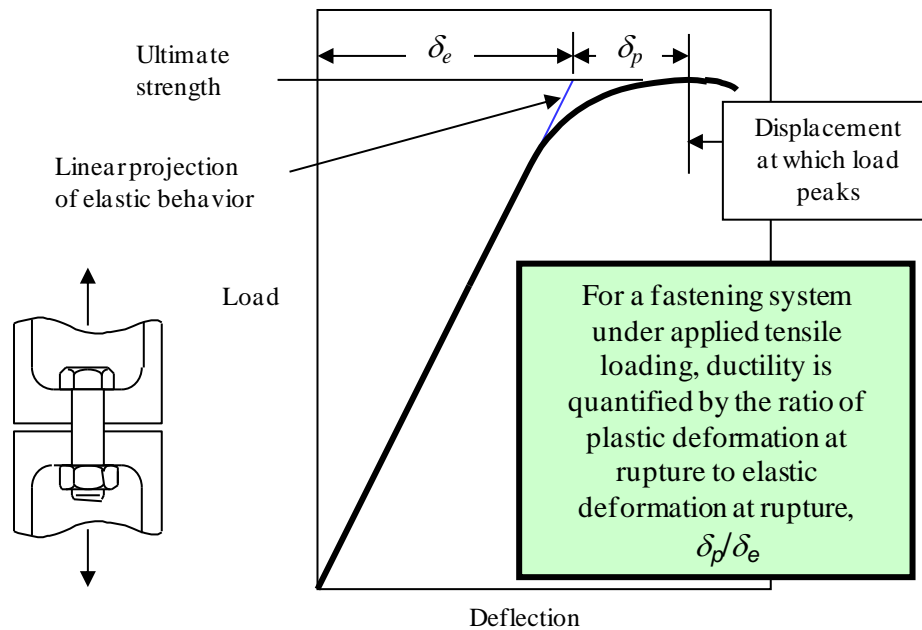 Ultimate
strength
δe
δp
Linear projection
of elastic behavior
Displacement
at which load
peaks
Load
For a fastening system
under applied tensile
loading, ductility is
quantified by the ratio of
plastic deformation at
rupture to elastic
deformation at rupture,
δp/δe
Deflection